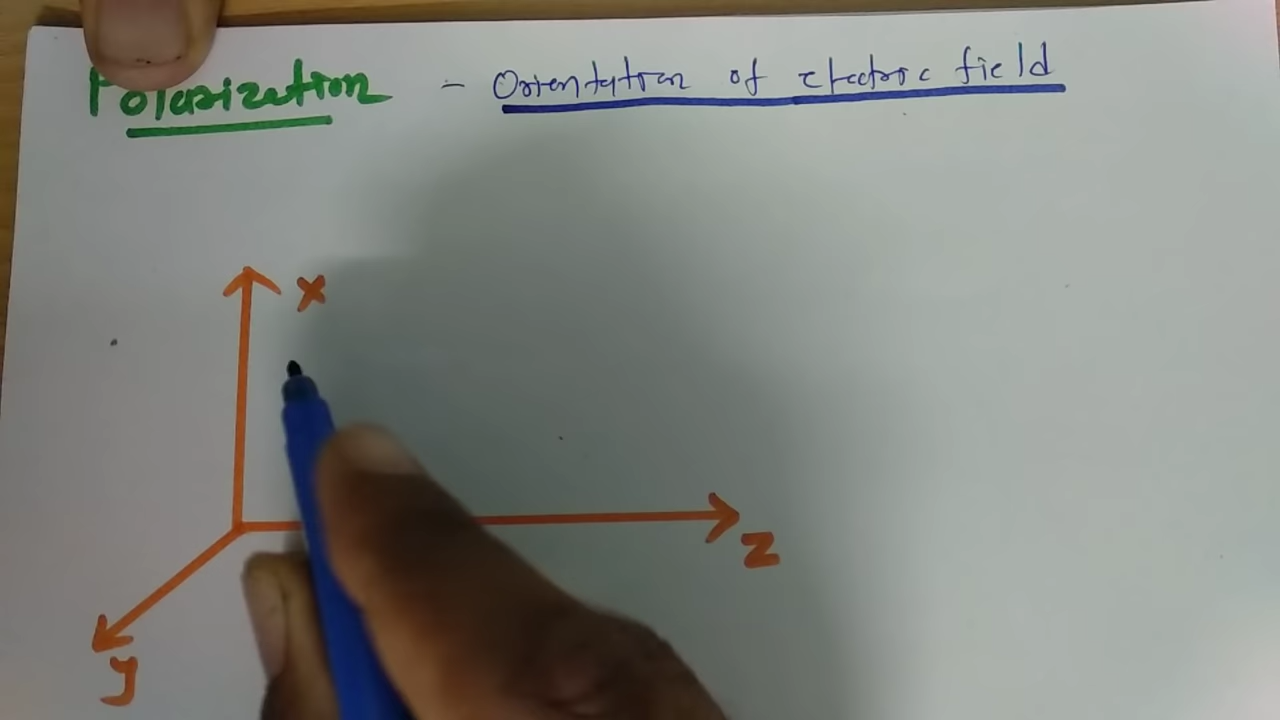 Polarization - Orientation of electric field
x
z
y